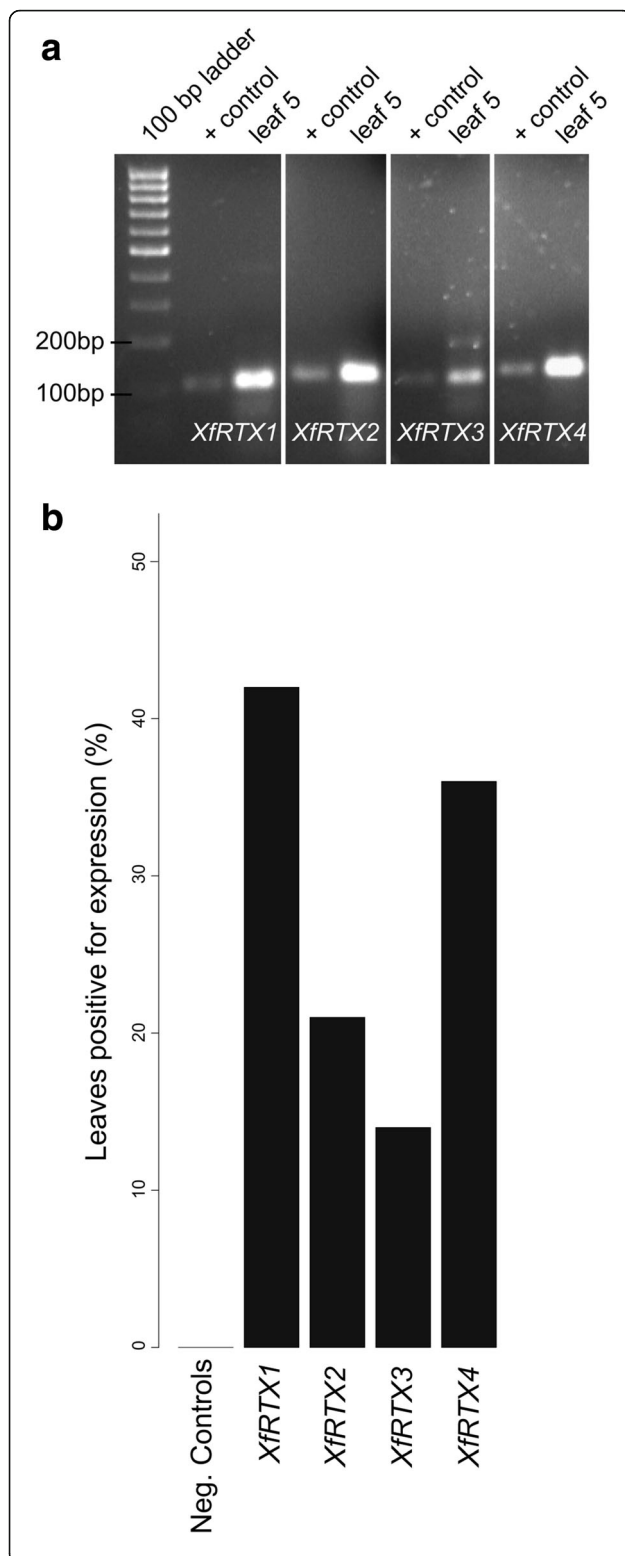 a
100 bp ladder
+ control
leaf 5
+ control
leaf 5
+ control
leaf 5
+ control
leaf 5
200bp
100bp
XfRTX1
XfRTX2
XfRTX3
XfRTX4
b
Leaves positive for expression (%)
50
40
30
20
10
0
Neg. Controls
XfRTX1
XfRTX2
XfRTX3
XfRTX4